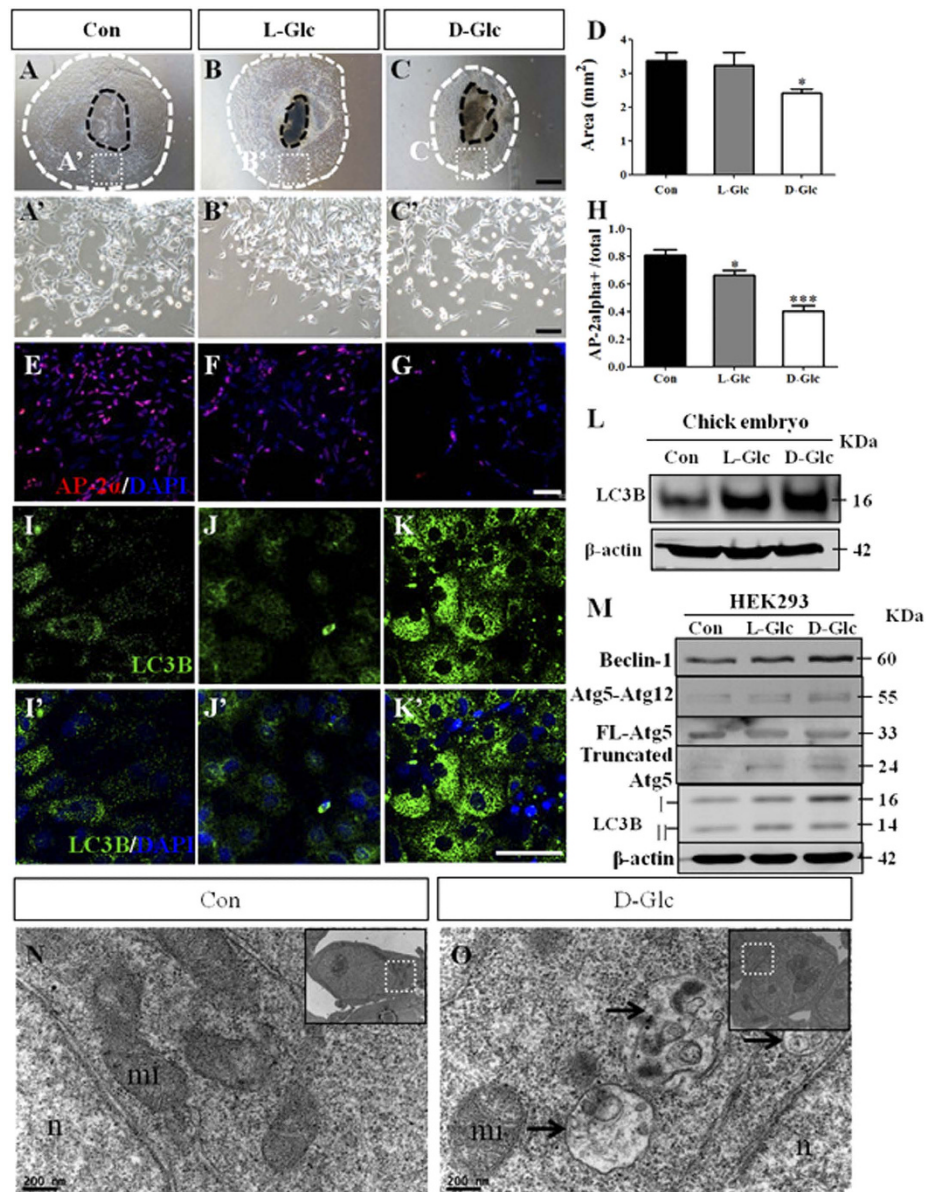 Con L-Glc D-Glc
A B C
A' B' C'
A' B' C'
D
Area (mm²)
4
3
2
1
0
*
Con L-Glc D-Glc
H
AP-2alpha+/total
1.0
0.8
0.6
0.4
0.2
0.0
*
***
Con L-Glc D-Glc
E F G
AP-2α/DAPI
I J K
LC3B
I' J' K'
LC3B/DAPI
L
Chick embryo
KDa
Con L-Glc D-Glc
LC3B 16
β-actin 42
M
HEK293
KDa
Con L-Glc D-Glc
Beclin-1 60
Atg5-Atg12 55
FL-Atg5 33
Truncated Atg5 24
LC3B
I 16
II 14
β-actin 42
Con D-Glc
N
mi
n
200 nm
O
mi
n
200 nm